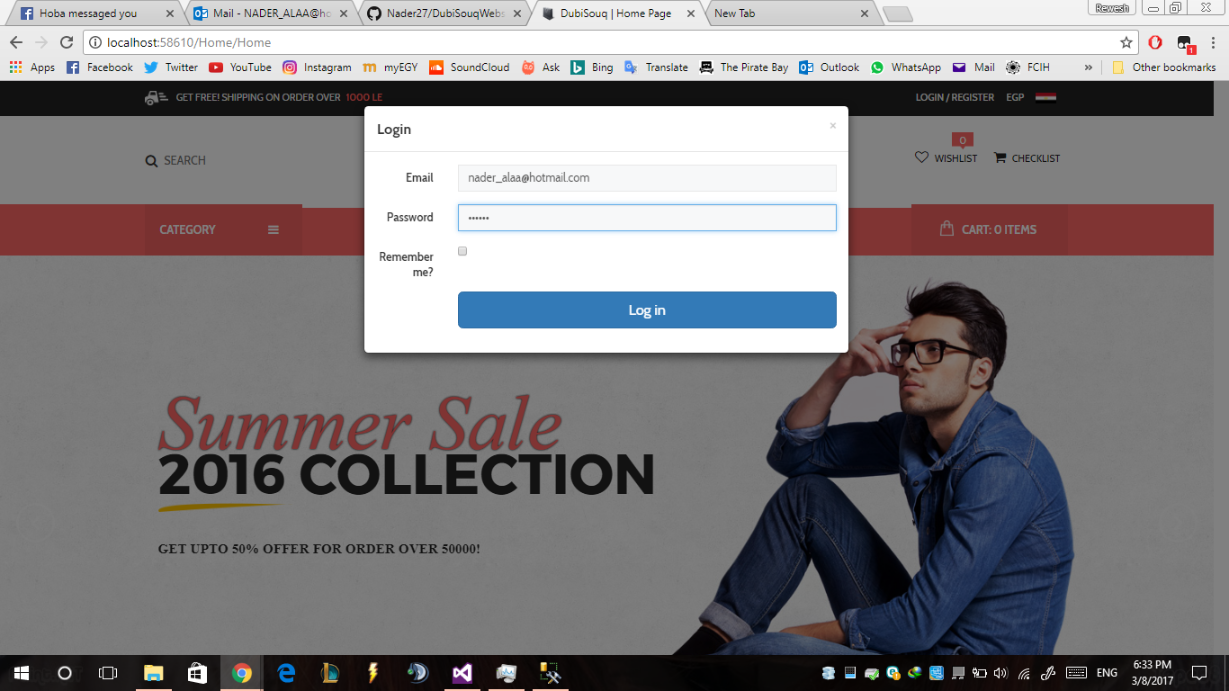 Hoba messaged you
Mail - NADER_ALAA@ho
Nader27/DubiSouqWebs
DubiSouq | Home Page
New Tab
Rewesh
localhost:58610/Home/Home
1
Apps
Facebook
Twitter
YouTube
Instagram
myEGY
SoundCloud
Ask
Bing
Translate
The Pirate Bay
Outlook
WhatsApp
Mail
FCIH
»
Other bookmarks
GET FREE! SHIPPING ON ORDER OVER 1000 LE
LOGIN / REGISTER EGP
Login
×
SEARCH
0
WISHLIST
CHECKLIST
Email
nader_alaa@hotmail.com
Password
••••••
Remember
me?
Log in
CATEGORY
CART: 0 ITEMS
Summer Sale
2016 COLLECTION
GET UPTO 50% OFFER FOR ORDER OVER 50000!
ENG
6:33 PM
3/8/2017